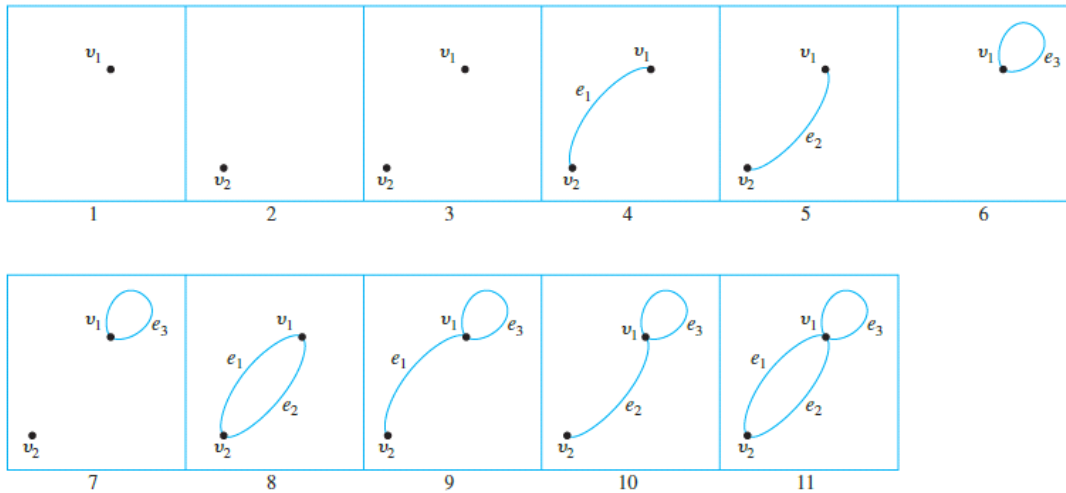 v₁
v₂
1
v₂
2
v₁
v₂
3
v₁
e₁
v₂
4
v₁
e₂
v₂
5
v₁ e₃
6
v₁ e₃
v₂
7
v₁
e₁
e₂
v₂
8
v₁ e₃
e₁
v₂
9
v₁ e₃
e₂
v₂
10
v₁ e₃
e₁
e₂
v₂
11